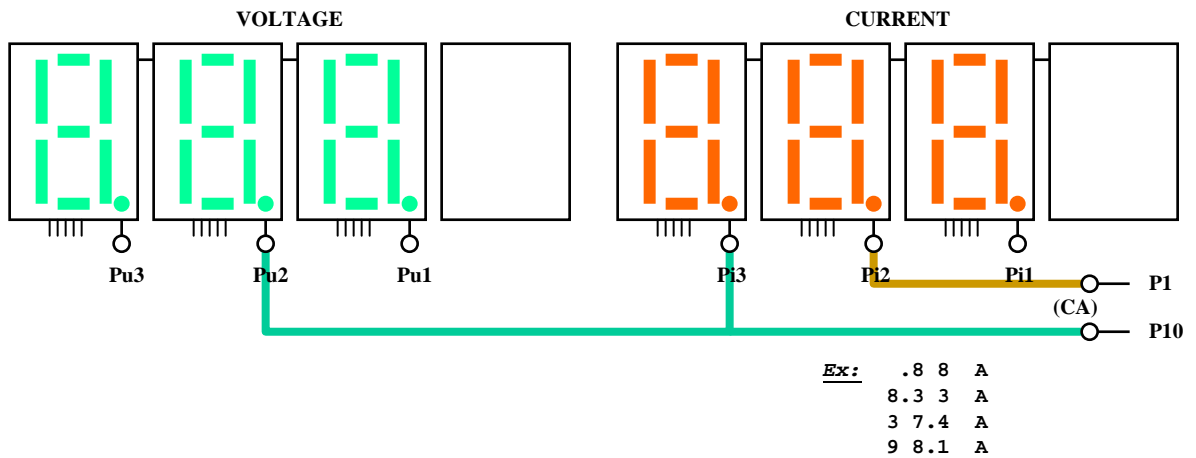 VOLTAGE CURRENT
Pu3 Pu2 Pu1 Pi3 Pi2 Pi1
P1
(CA)
P10
Ex: .8 8 A
8.3 3 A
3 7.4 A
9 8.1 A